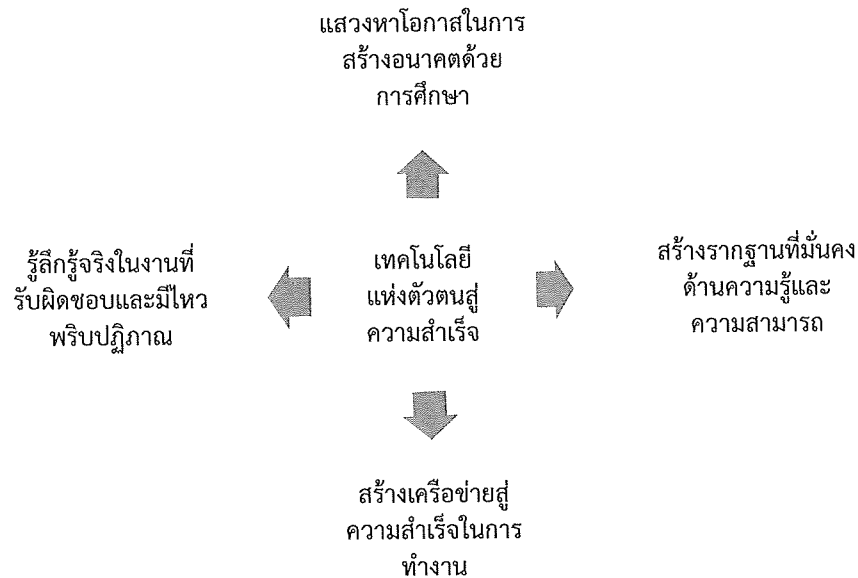 แสวงหาโอกาสในการ
สร้างอนาคตด้วย
การศึกษา
รู้ลึกรู้จริงในงานที่
รับผิดชอบและมีไหว
พริบปฏิภาณ
เทคโนโลยี
แห่งตัวตนสู่
ความสำเร็จ
สร้างรากฐานที่มั่นคง
ด้านความรู้และ
ความสามารถ
สร้างเครือข่ายสู่
ความสำเร็จในการ
ทำงาน